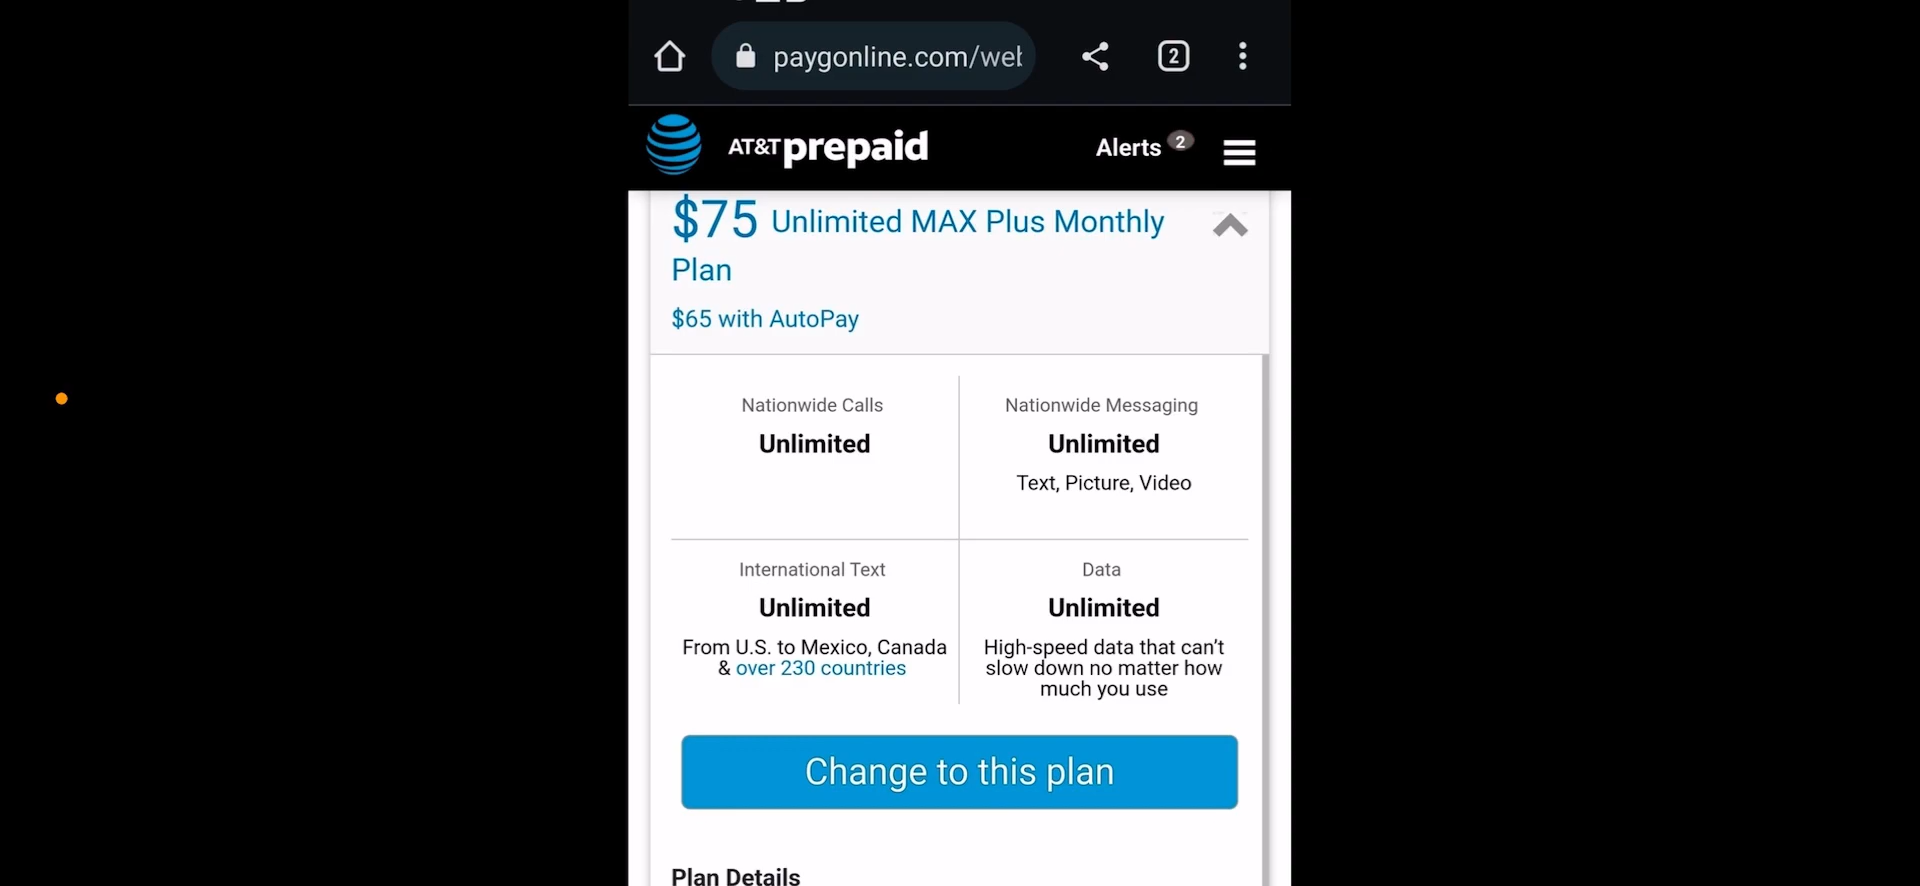 paygonline.com/web
2
AT&T prepaid
Alerts 2
$75 Unlimited MAX Plus Monthly
Plan
$65 with AutoPay
Nationwide Calls
Unlimited
Nationwide Messaging
Unlimited
Text, Picture, Video
International Text
Unlimited
From U.S. to Mexico, Canada
& over 230 countries
Data
Unlimited
High-speed data that can't
slow down no matter how
much you use
Change to this plan
Plan Details